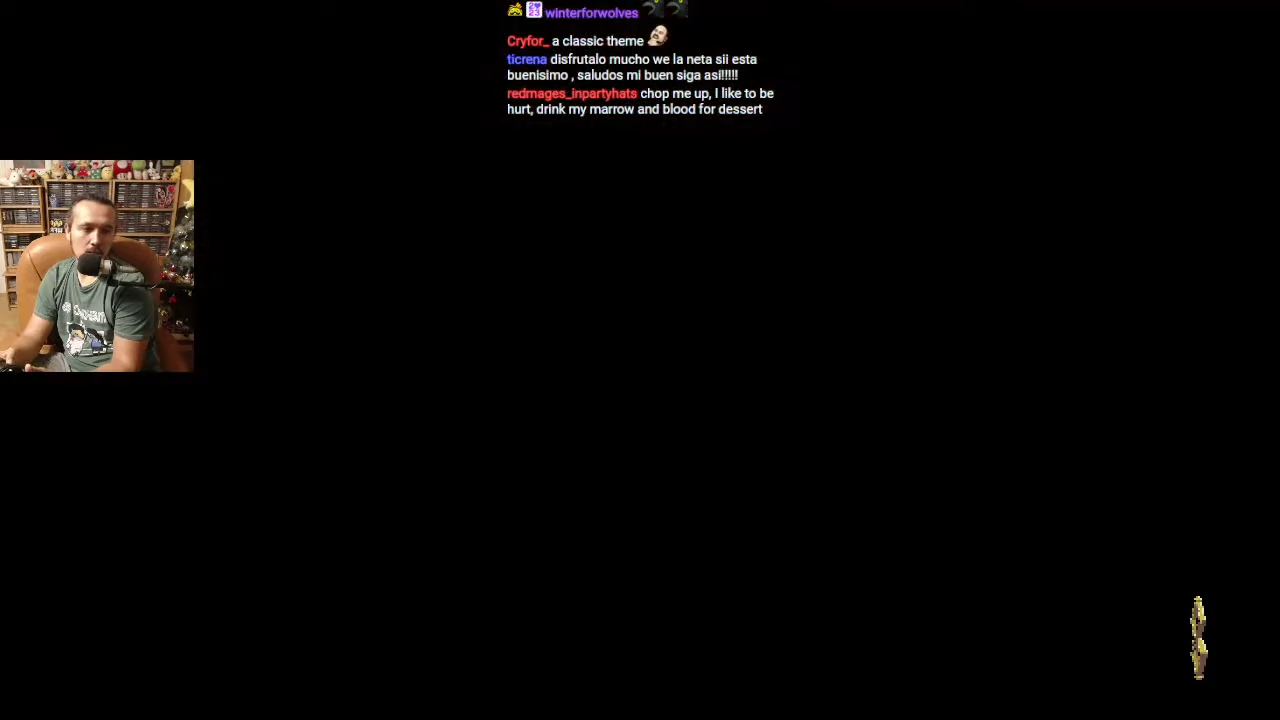 winterforwolves
Cryfor_ a classic theme
ticrena disfrutalo mucho we la neta sii esta
buenisimo , saludos mi buen siga asi!!!!!
redmages_inpartyhats chop me up, I like to be
hurt, drink my marrow and blood for dessert